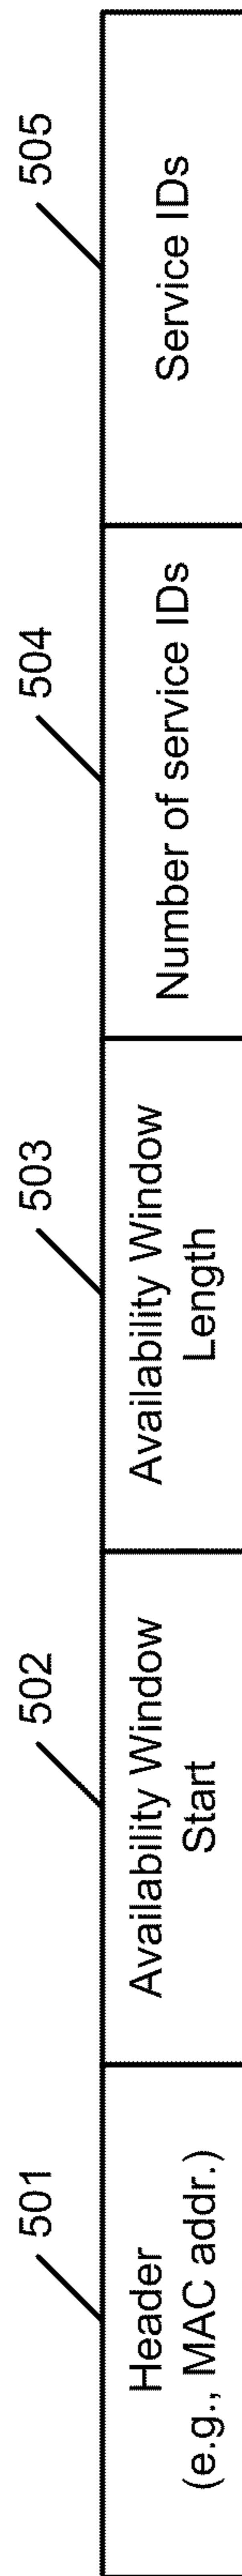 501
502
503
504
505
Header
(e.g., MAC addr.)
Availability Window
Start
Availability Window
Length
Number of service IDs
Service IDs